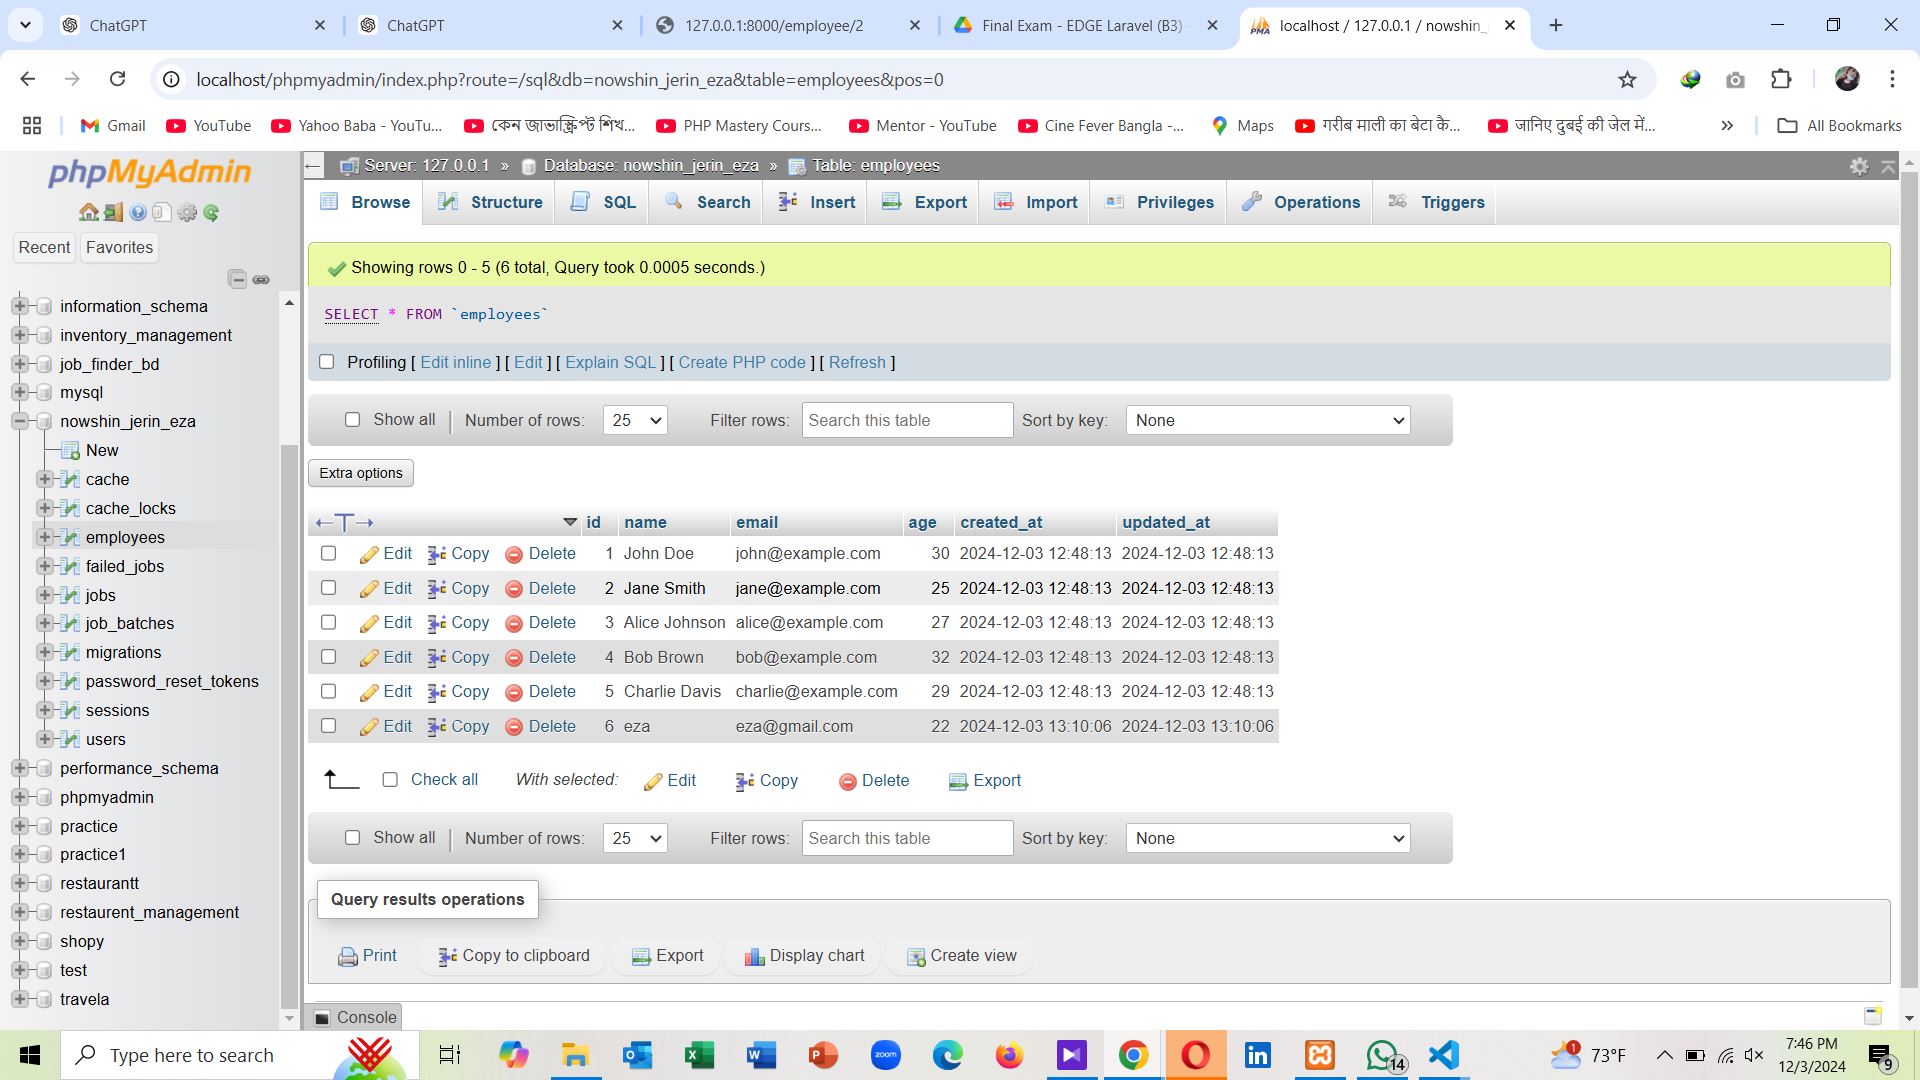 ChatGPT
ChatGPT
127.0.0.1:8000/employee/2
Final Exam - EDGE Laravel (B3) -
localhost / 127.0.0.1 / nowshin_
localhost/phpmyadmin/index.php?route=/sql&db=nowshin_jerin_eza&table=employees&pos=0
Gmail YouTube Yahoo Baba - YouTu... কেন জাভাস্ক্রিপ্ট শিখ... PHP Mastery Cours... Mentor - YouTube Cine Fever Bangla -... Maps गरीब माली का बेटा कै... जानिए दुबई की जेल में... » All Bookmarks
phpMyAdmin
Recent Favorites
information_schema
inventory_management
job_finder_bd
mysql
nowshin_jerin_eza
New
cache
cache_locks
employees
failed_jobs
jobs
job_batches
migrations
password_reset_tokens
sessions
users
performance_schema
phpmyadmin
practice
practice1
restaurantt
restaurent_management
shopy
test
travela
Server: 127.0.0.1 » Database: nowshin_jerin_eza » Table: employees
Browse Structure SQL Search Insert Export Import Privileges Operations Triggers
Showing rows 0 - 5 (6 total, Query took 0.0005 seconds.)
SELECT * FROM `employees`
Profiling [ Edit inline ] [ Edit ] [ Explain SQL ] [ Create PHP code ] [ Refresh ]
Show all Number of rows: 25 Filter rows: Search this table Sort by key: None
Extra options
id name email age created_at updated_at
Edit Copy Delete 1 John Doe john@example.com 30 2024-12-03 12:48:13 2024-12-03 12:48:13
Edit Copy Delete 2 Jane Smith jane@example.com 25 2024-12-03 12:48:13 2024-12-03 12:48:13
Edit Copy Delete 3 Alice Johnson alice@example.com 27 2024-12-03 12:48:13 2024-12-03 12:48:13
Edit Copy Delete 4 Bob Brown bob@example.com 32 2024-12-03 12:48:13 2024-12-03 12:48:13
Edit Copy Delete 5 Charlie Davis charlie@example.com 29 2024-12-03 12:48:13 2024-12-03 12:48:13
Edit Copy Delete 6 eza eza@gmail.com 22 2024-12-03 13:10:06 2024-12-03 13:10:06
Check all With selected: Edit Copy Delete Export
Show all Number of rows: 25 Filter rows: Search this table Sort by key: None
Query results operations
Print Copy to clipboard Export Display chart Create view
Console
Type here to search
zoom
14
1
73°F
7:46 PM
12/3/2024
9